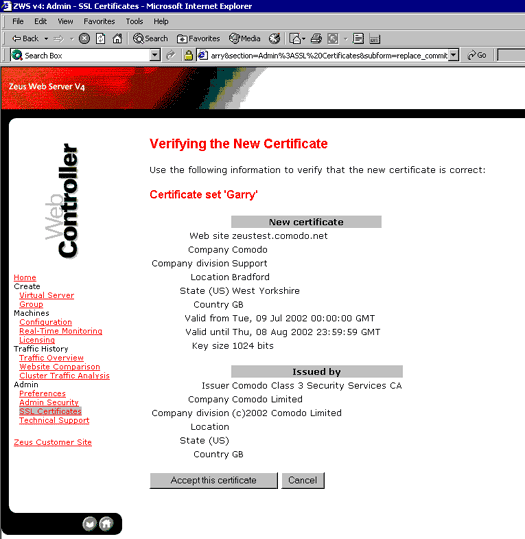 ZWS v4: Admin - SSL Certificates - Microsoft Internet Explorer
File Edit View Favorites Tools Help
Back Search Favorites Media
Search Box arry&section=Admin%3ASSL%20Certificates&subform=replace_commit Go
Zeus Web Server V4
Web Controller
Verifying the New Certificate
Use the following information to verify that the new certificate is correct:
Certificate set 'Garry'
New certificate
Web site zeustest.comodo.net
Company Comodo
Company division Support
Location Bradford
State (US) West Yorkshire
Country GB
Valid from Tue, 09 Jul 2002 00:00:00 GMT
Valid until Thu, 08 Aug 2002 23:59:59 GMT
Key size 1024 bits
Issued by
Issuer Comodo Class 3 Security Services CA
Company Comodo Limited
Company division (c)2002 Comodo Limited
Location
State (US)
Country GB
Accept this certificate Cancel
Home
Create
Virtual Server
Group
Machines
Configuration
Real-Time Monitoring
Licensing
Traffic History
Traffic Overview
Website Comparison
Cluster Traffic Analysis
Admin
Preferences
Admin Security
SSL Certificates
Technical Support
Zeus Customer Site